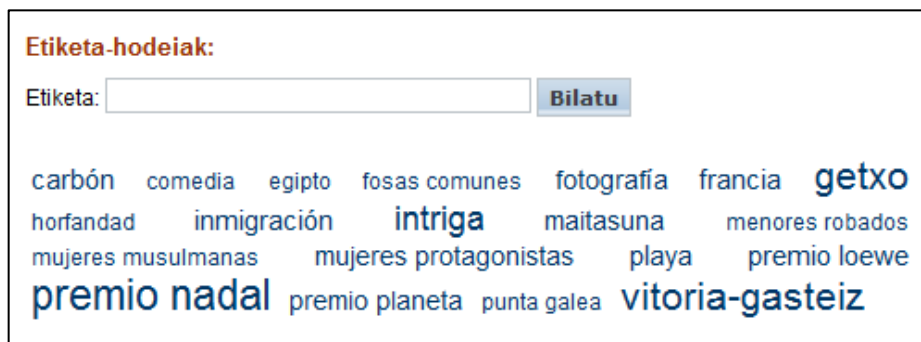 Etiketa-hodeiak:
Etiketa: Bilatu
carbón comedia egipto fosas comunes fotografía francia getxo
horfandad inmigración intriga maitasuna menores robados
mujeres musulmanas mujeres protagonistas playa premio loewe
premio nadal premio planeta punta galea vitoria-gasteiz